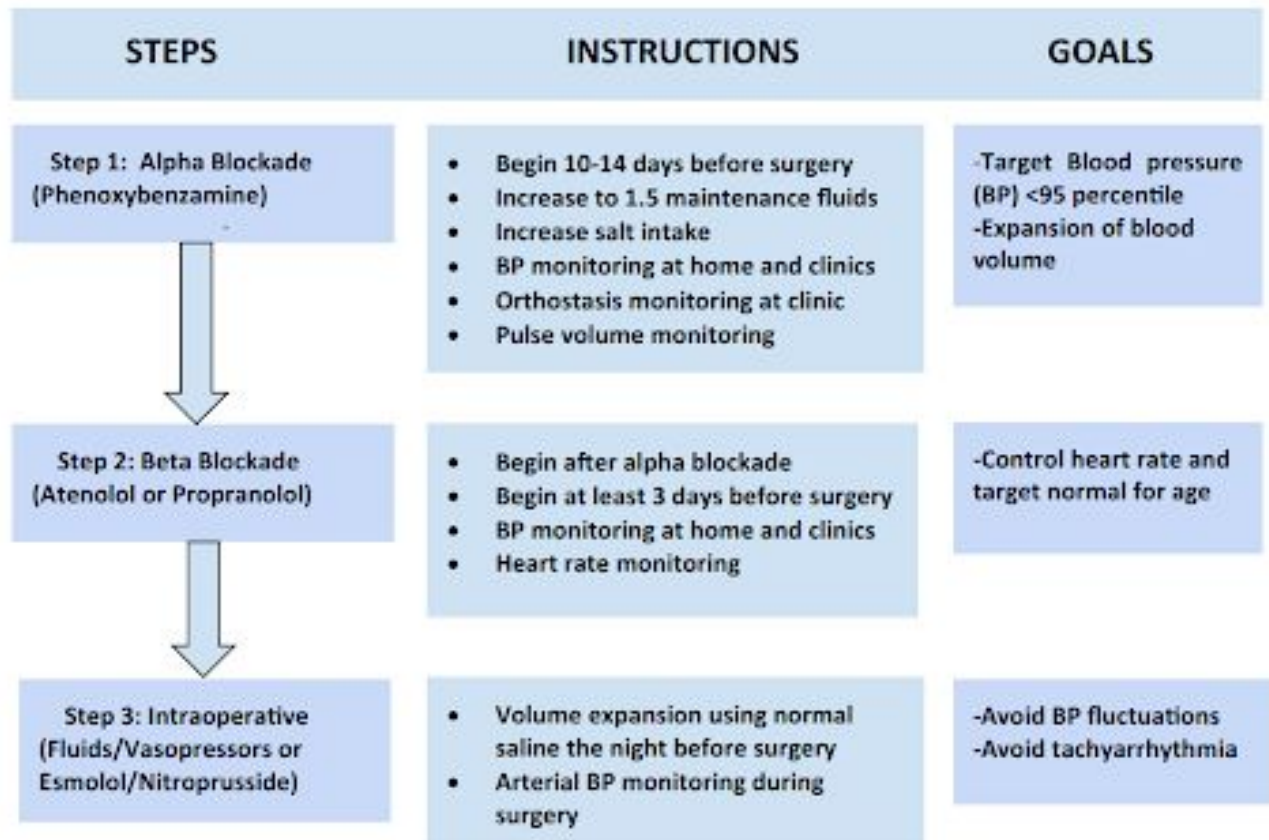 STEPS
INSTRUCTIONS
GOALS
Step 1: Alpha Blockade
(Phenoxybenzamine)
• Begin 10-14 days before surgery
• Increase to 1.5 maintenance fluids
• Increase salt intake
• BP monitoring at home and clinics
• Orthostasis monitoring at clinic
• Pulse volume monitoring
-Target Blood pressure
(BP) <95 percentile
-Expansion of blood
volume
Step 2: Beta Blockade
(Atenolol or Propranolol)
• Begin after alpha blockade
• Begin at least 3 days before surgery
• BP monitoring at home and clinics
• Heart rate monitoring
-Control heart rate and
target normal for age
Step 3: Intraoperative
(Fluids/Vasopressors or
Esmolol/Nitroprusside)
• Volume expansion using normal
saline the night before surgery
• Arterial BP monitoring during
surgery
-Avoid BP fluctuations
-Avoid tachyarrhythmia